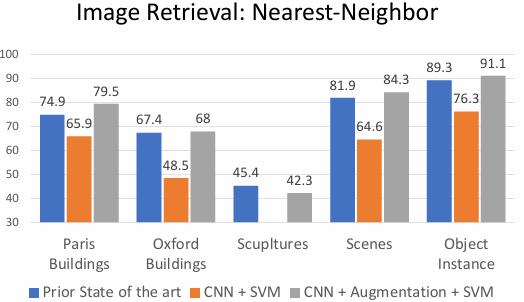 Image Retrieval: Nearest-Neighbor
100
90
80
70
60
50
40
30
74.9
65.9
79.5
67.4
48.5
68
45.4
42.3
81.9
64.6
84.3
89.3
76.3
91.1
Paris
Buildings
Oxford
Buildings
Scupltures
Scenes
Object
Instance
Prior State of the art
CNN + SVM
CNN + Augmentation + SVM